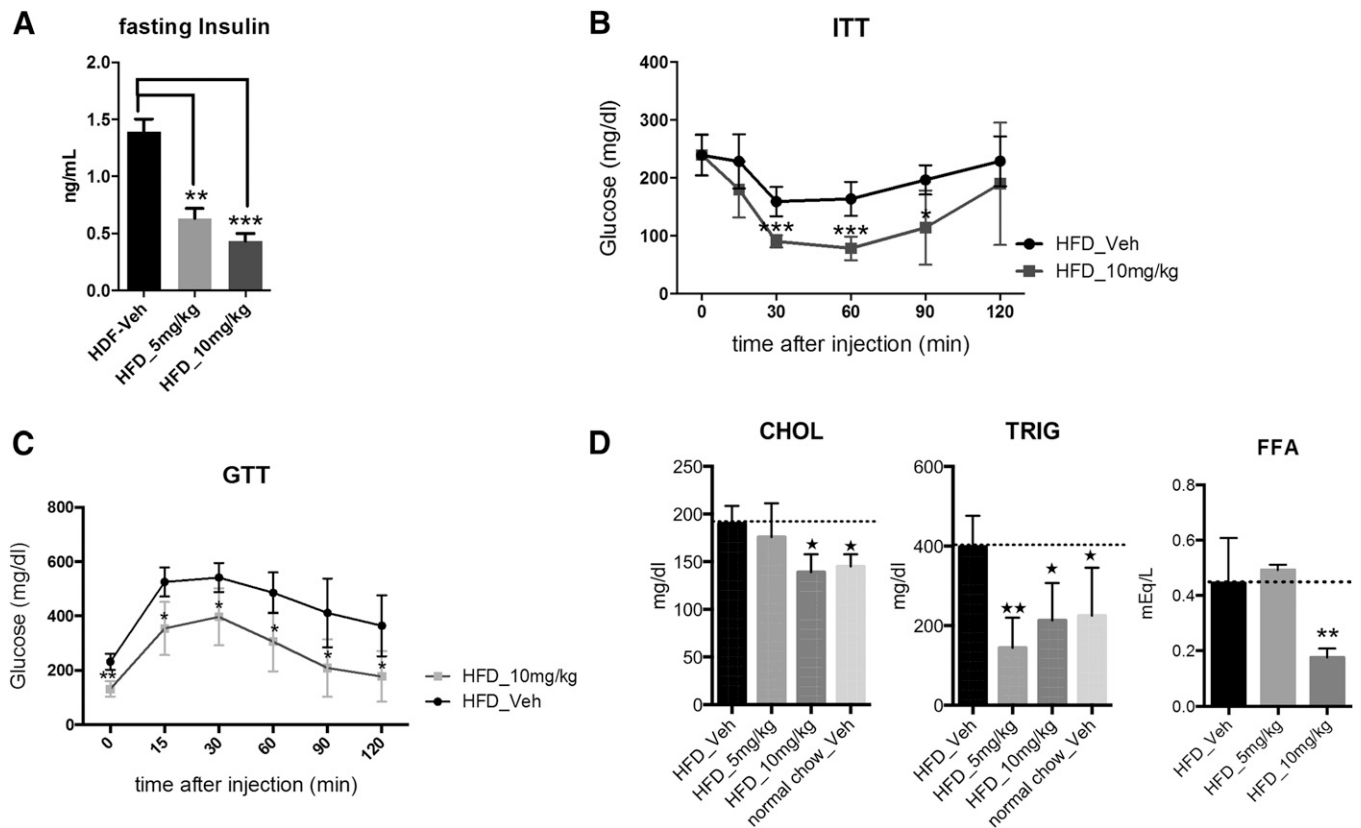 A
fasting Insulin
2.0
1.5
1.0
0.5
0.0
ng/mL
**
***
HDF-Veh
HFD_5mg/kg
HFD_10mg/kg
B
ITT
400
300
200
100
0
Glucose (mg/dl)
***
***
*
0 30 60 90 120
time after injection (min)
HFD_Veh
HFD_10mg/kg
C
GTT
800
600
400
200
0
Glucose (mg/dl)
**
*
*
*
*
*
0 15 30 60 90 120
time after injection (min)
HFD_10mg/kg
HFD_Veh
D
CHOL
250
200
150
100
50
0
mg/dl
★
★
HFD_Veh
HFD_5mg/kg
HFD_10mg/kg
normal chow_Veh
TRIG
600
400
200
0
mg/dl
★★
★
★
HFD_Veh
HFD_5mg/kg
HFD_10mg/kg
normal chow_Veh
FFA
0.8
0.6
0.4
0.2
0.0
mEq/L
**
HFD_Veh
HFD_5mg/kg
HFD_10mg/kg